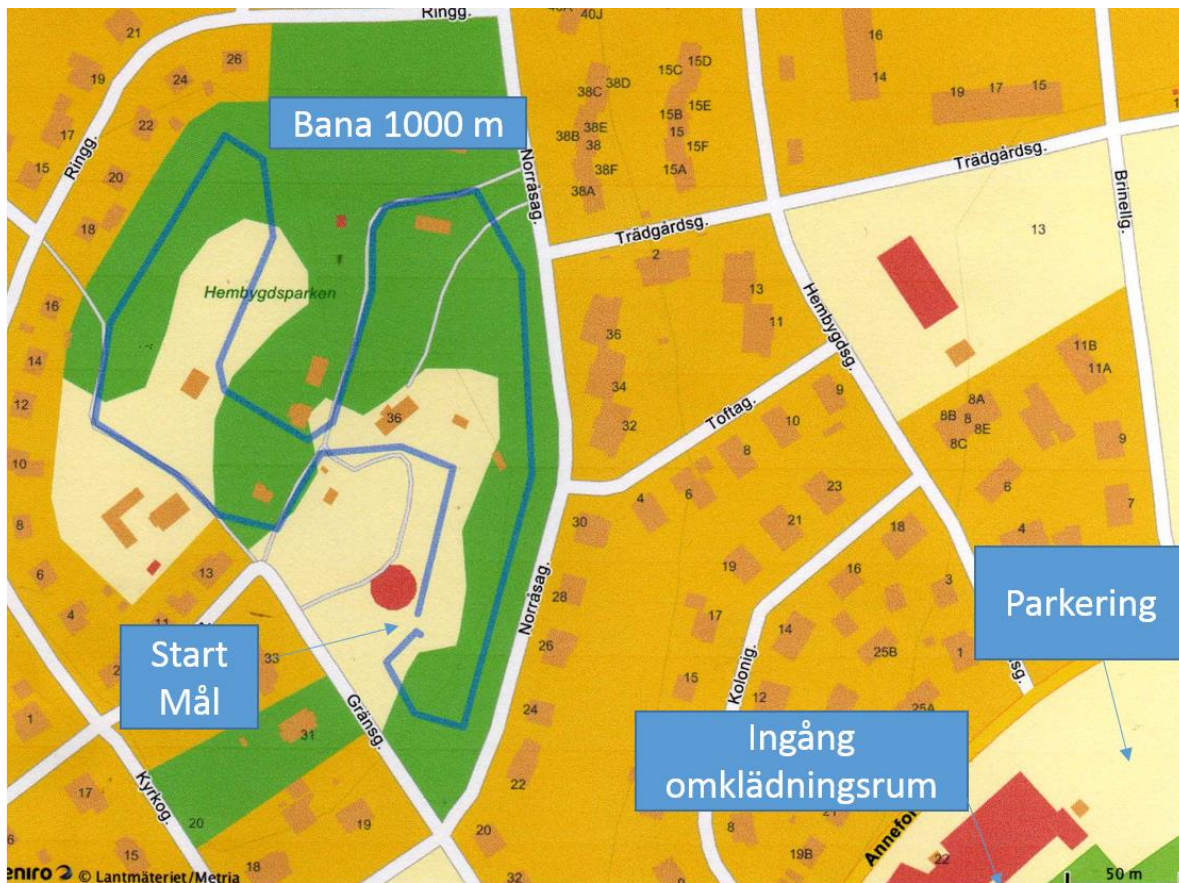 Ringg.
40J
21
26
24
19
22
17
Ringg.
15
20
18
16
14
12
10
8
6
4
1
Bana 1000 m
Norråsag.
38D
38C
38E
38B
38
38F
38A
15C
15D
15E
15B
15
15F
15A
16
14
19
17
15
Trädgårdsg.
Trädgårdsg.
Brinellg.
13
Hembygdsparken
Hembygdsg.
2
13
11
36
34
32
Toftag.
9
10
8
6
4
11B
11A
8A
8B
8
8E
8C
9
7
6
4
36
30
23
21
19
17
18
16
14
3
1
25B
25A
15
12
Kolonig.
28
26
24
22
20
32
Norråsag.
13
11
33
31
Start
Mål
Gränsg.
Kyrkog.
17
20
19
15
18
Parkering
Ingång
omklädningsrum
8
19B
22
50 m
© Lantmäteriet/Metria